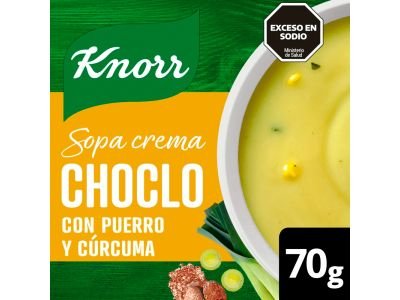 EXCESO EN
SODIO
Ministerio
de Salud
Knorr
Sopa crema
CHOCLO
CON PUERRO
Y CÚRCUMA
70g